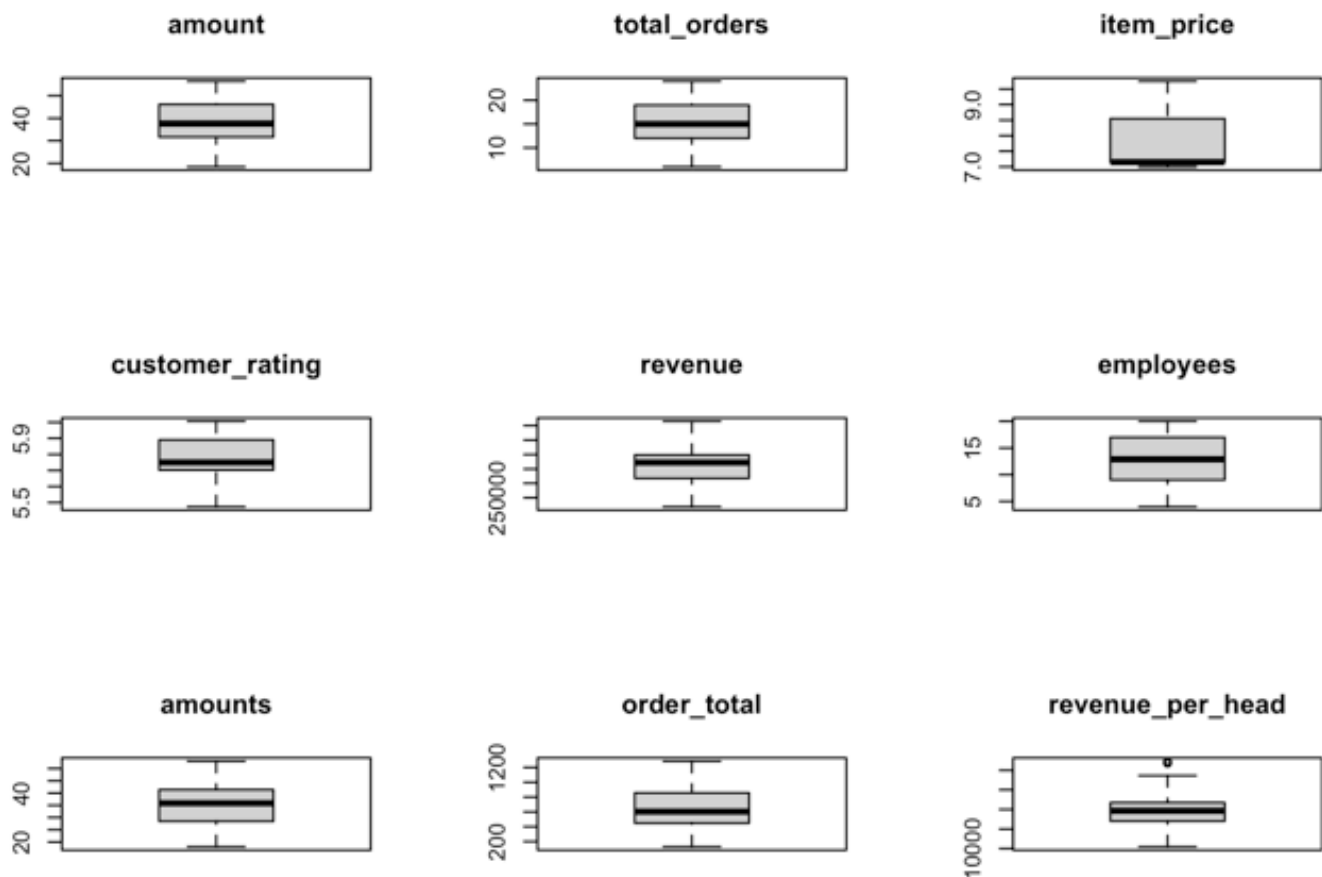 amount total_orders item_price
40 20 9.0
20 10 7.0
customer_rating revenue employees
5.9 15
5.5 250000 5
amounts order_total revenue_per_head
40 1200
20 200 10000